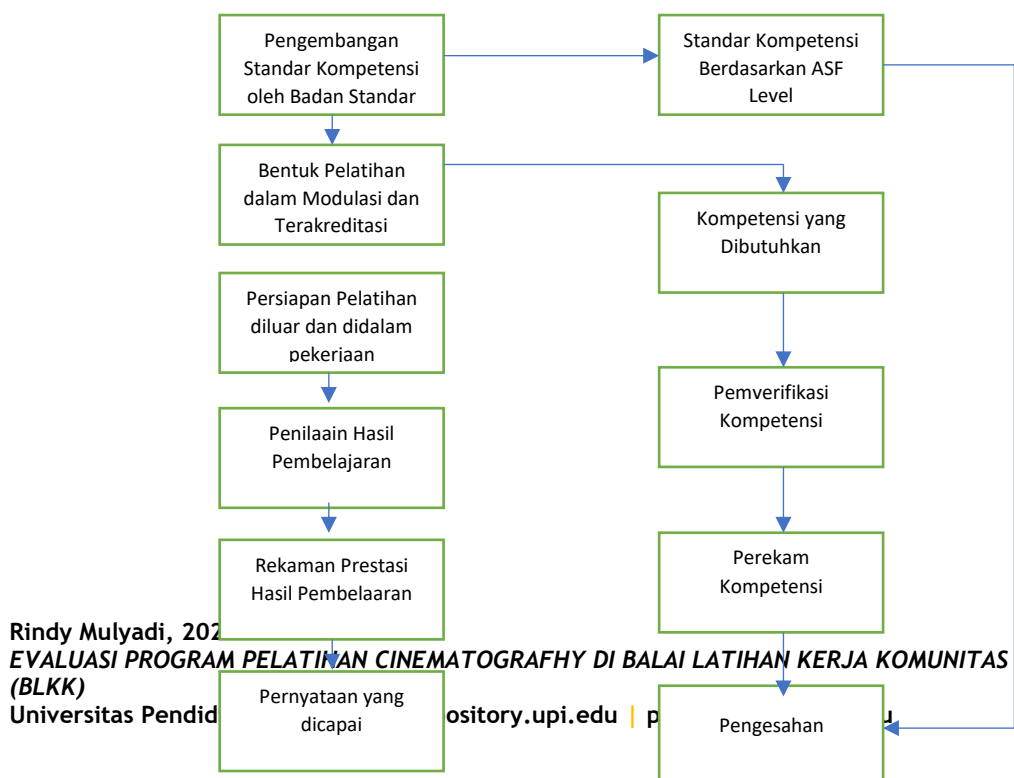 Pengembangan
Standar Kompetensi
oleh Badan Standar
Standar Kompetensi
Berdasarkan ASF
Level
Bentuk Pelatihan
dalam Modulasi dan
Terakreditasi
Kompetensi yang
Dibutuhkan
Persiapan Pelatihan
diluar dan didalam
pekerjaan
Pemverifikasi
Kompetensi
Penilaain Hasil
Pembelajaran
Rekaman Prestasi
Hasil Pembelaaran
Perekam
Kompetensi
Rindy Mulyadi, 202
EVALUASI PROGRAM PELATIHAN CINEMATOGRAFHY DI BALAI LATIHAN KERJA KOMUNITAS
(BLKK)
Universitas Pendid ository.upi.edu | p u
Pernyataan yang
dicapai
Pengesahan